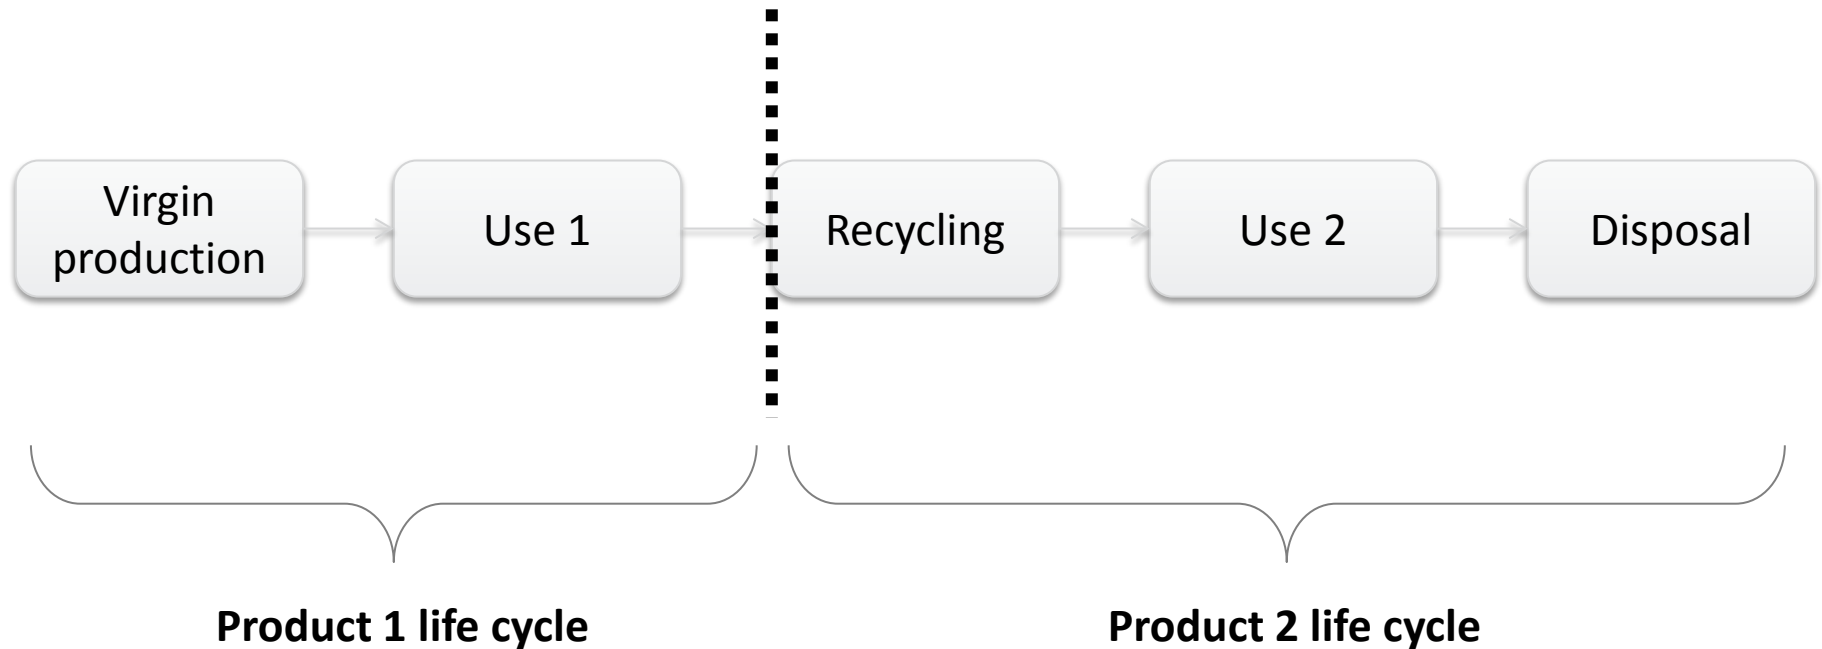 Virgin
production
Use 1
Recycling
Use 2
Disposal
Product 1 life cycle
Product 2 life cycle